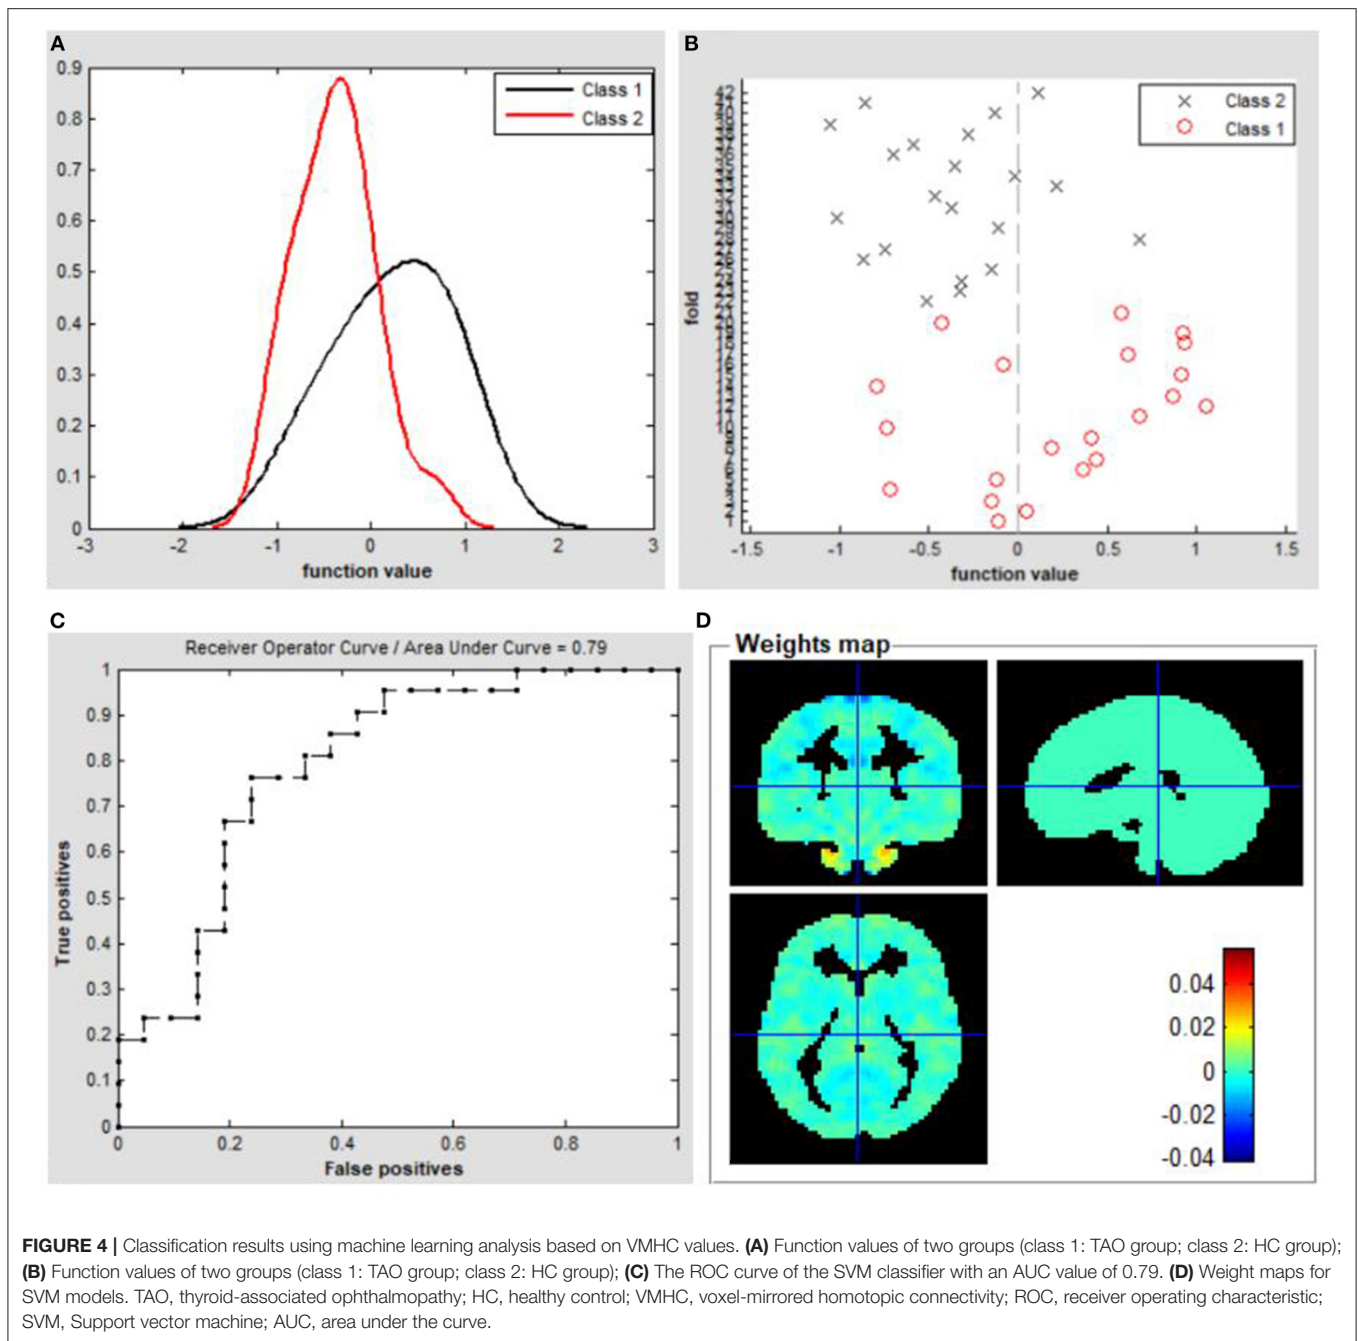 A
0.9
0.8
0.7
0.6
0.5
0.4
0.3
0.2
0.1
0
-3
-2
-1
0
1
2
3
function value
Class 1
Class 2
B
fold
-1.5
-1
-0.5
0
0.5
1
1.5
function value
Class 2
Class 1
C
Receiver Operator Curve / Area Under Curve = 0.79
True positives
1
0.9
0.8
0.7
0.6
0.5
0.4
0.3
0.2
0.1
0
0
0.2
0.4
0.6
0.8
1
False positives
D
Weights map
0.04
0.02
0
-0.02
-0.04
FIGURE 4 | Classification results using machine learning analysis based on VMHC values. (A) Function values of two groups (class 1: TAO group; class 2: HC group);
(B) Function values of two groups (class 1: TAO group; class 2: HC group); (C) The ROC curve of the SVM classifier with an AUC value of 0.79. (D) Weight maps for
SVM models. TAO, thyroid-associated ophthalmopathy; HC, healthy control; VMHC, voxel-mirrored homotopic connectivity; ROC, receiver operating characteristic;
SVM, Support vector machine; AUC, area under the curve.